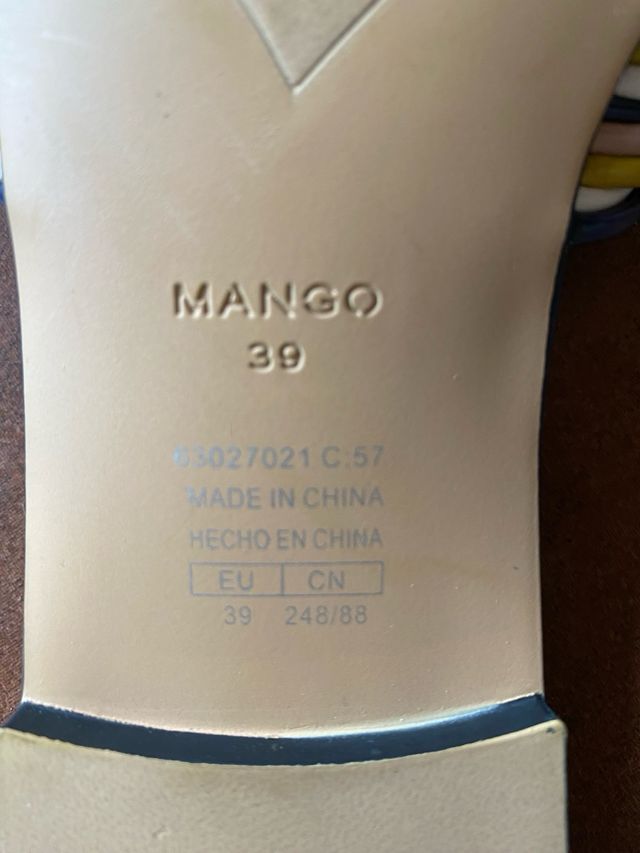 MANGO
39
63027021 C:57
MADE IN CHINA
HECHO EN CHINA
EU CN
39 248/88